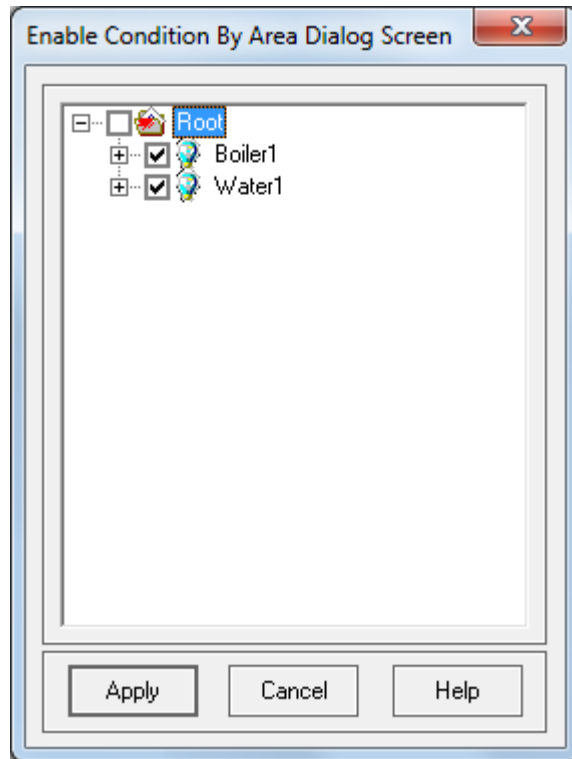 Enable Condition By Area Dialog Screen
Root
Boiler1
Water1
Apply Cancel Help